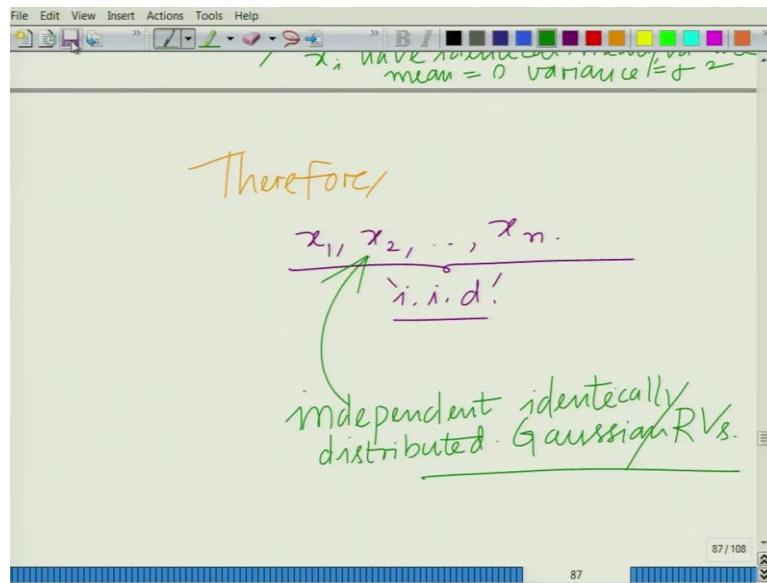 File Edit View Insert Actions Tools Help
mean = 0 variance = σ²
Therefore,
x₁, x₂, ..., xₙ.
'i.i.d'
independent identically
distributed. Gaussian RVs.
87/108
87